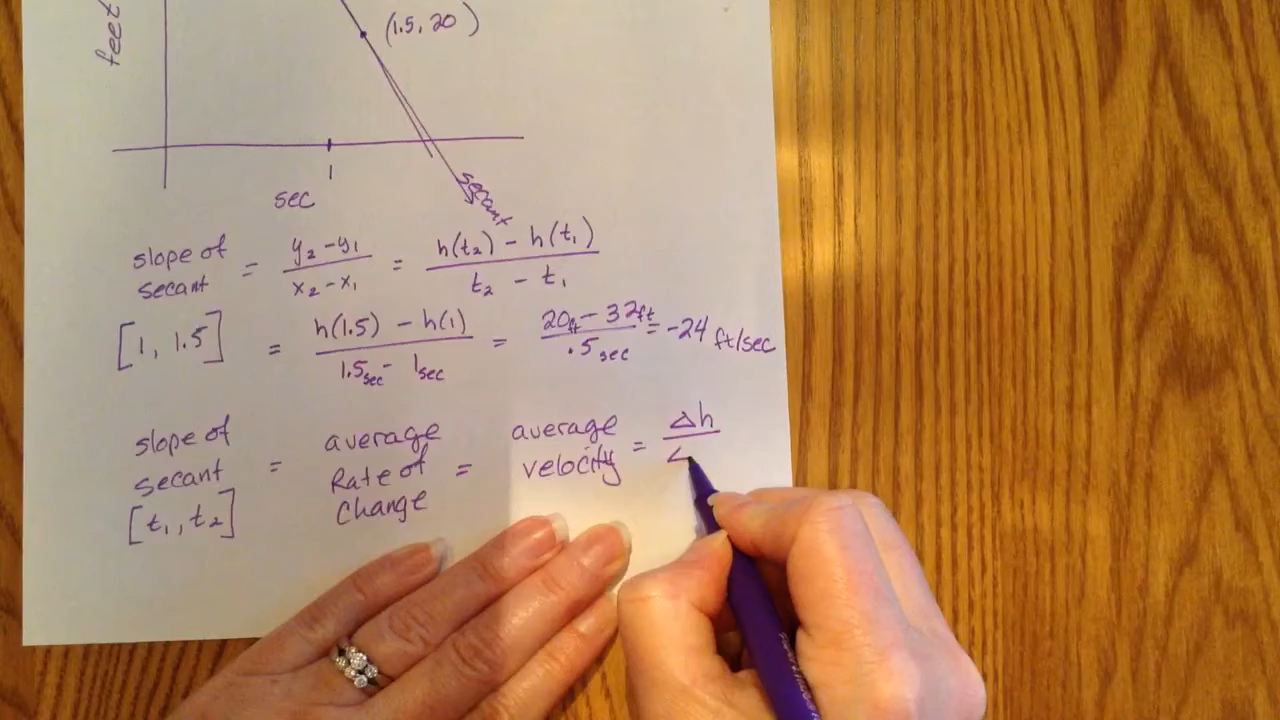 feet
(1.5, 20 )
1
sec
secant
slope of secant = y₂-y₁ / x₂-x₁ = h(t₂) - h(t₁) / t₂ - t₁
[1, 1.5] = h(1.5) - h(1) / 1.5sec - 1sec = 20ft - 32ft / .5sec = -24 ft/sec
slope of secant [t₁, t₂] = average Rate of change = average velocity = Δh